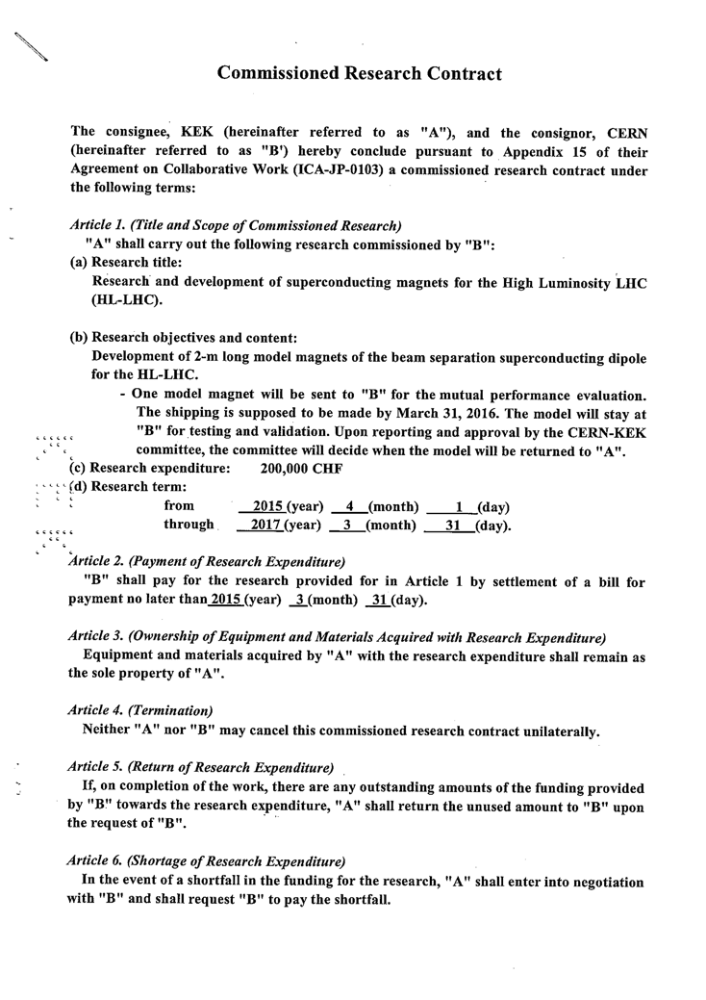 Commissioned Research Contract
The consignee, KEK (hereinafter referred to as "A"), and the consignor, CERN
(hereinafter referred to as "B') hereby conclude pursuant to Appendix 15 of their
Agreement on Collaborative Work (ICA-JP-0103) a commissioned research contract under
the following terms:
Article 1. (Title and Scope of Commissioned Research)
"A" shall carry out the following research commissioned by "B":
(a) Research title:
Research and development of superconducting magnets for the High Luminosity LHC
(HL-LHC).
(b) Research objectives and content:
Development of 2-m long model magnets of the beam separation superconducting dipole
for the HL-LHC.
- One model magnet will be sent to "B" for the mutual performance evaluation.
The shipping is supposed to be made by March 31, 2016. The model will stay at
"B" for testing and validation. Upon reporting and approval by the CERN-KEK
committee, the committee will decide when the model will be returned to "A".
(c) Research expenditure: 200,000 CHF
(d) Research term:
from 2015 (year) 4 (month) 1 (day)
through 2017 (year) 3 (month) 31 (day).
Article 2. (Payment of Research Expenditure)
"B" shall pay for the research provided for in Article 1 by settlement of a bill for
payment no later than 2015 (year) 3 (month) 31 (day).
Article 3. (Ownership of Equipment and Materials Acquired with Research Expenditure)
Equipment and materials acquired by "A" with the research expenditure shall remain as
the sole property of "A".
Article 4. (Termination)
Neither "A" nor "B" may cancel this commissioned research contract unilaterally.
Article 5. (Return of Research Expenditure)
If, on completion of the work, there are any outstanding amounts of the funding provided
by "B" towards the research expenditure, "A" shall return the unused amount to "B" upon
the request of "B".
Article 6. (Shortage of Research Expenditure)
In the event of a shortfall in the funding for the research, "A" shall enter into negotiation
with "B" and shall request "B" to pay the shortfall.